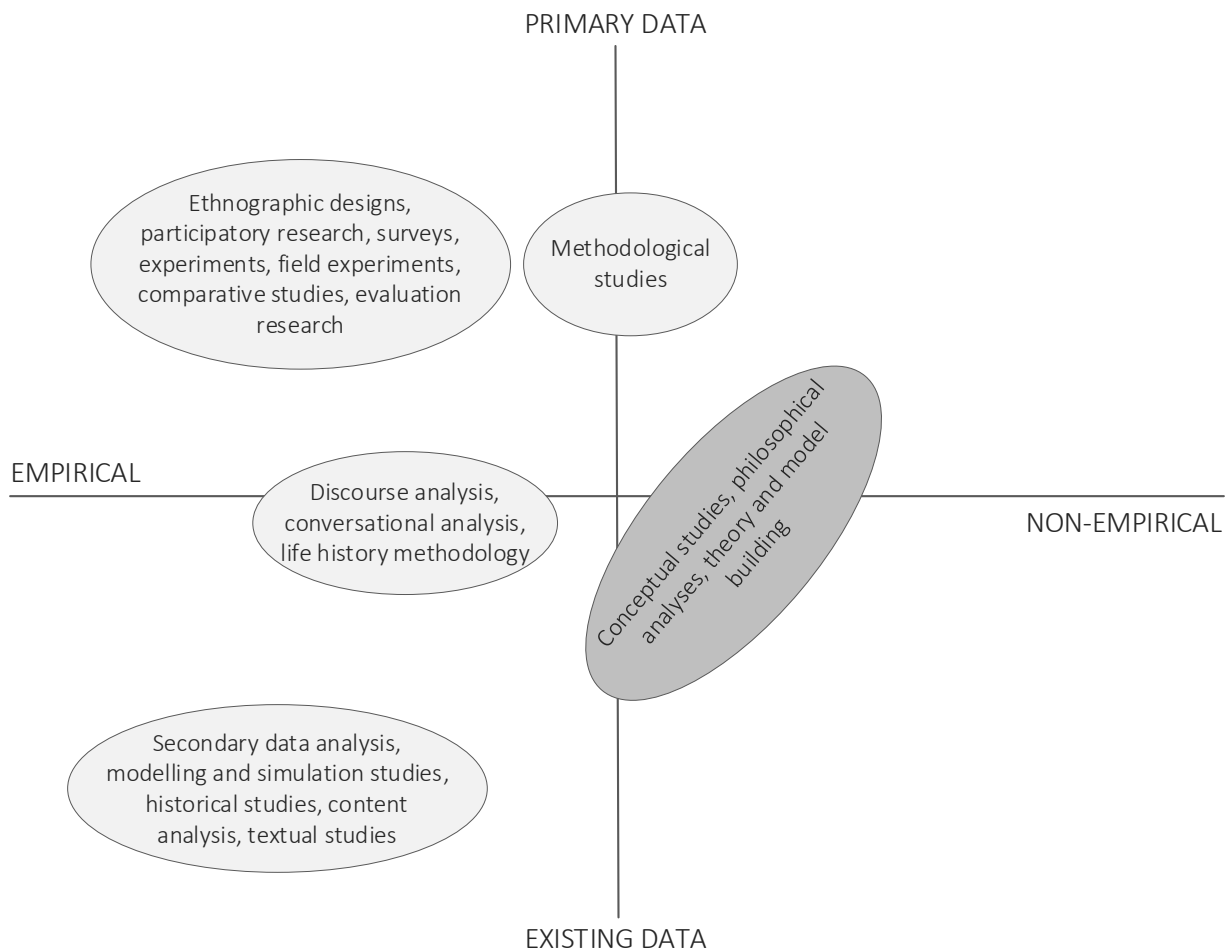 PRIMARY DATA
Ethnographic designs,
participatory research, surveys,
experiments, field experiments,
comparative studies, evaluation
research
Methodological
studies
EMPIRICAL
NON-EMPIRICAL
Discourse analysis,
conversational analysis,
life history methodology
Conceptual studies, philosophical
analyses, theory and model
building
Secondary data analysis,
modelling and simulation studies,
historical studies, content
analysis, textual studies
EXISTING DATA